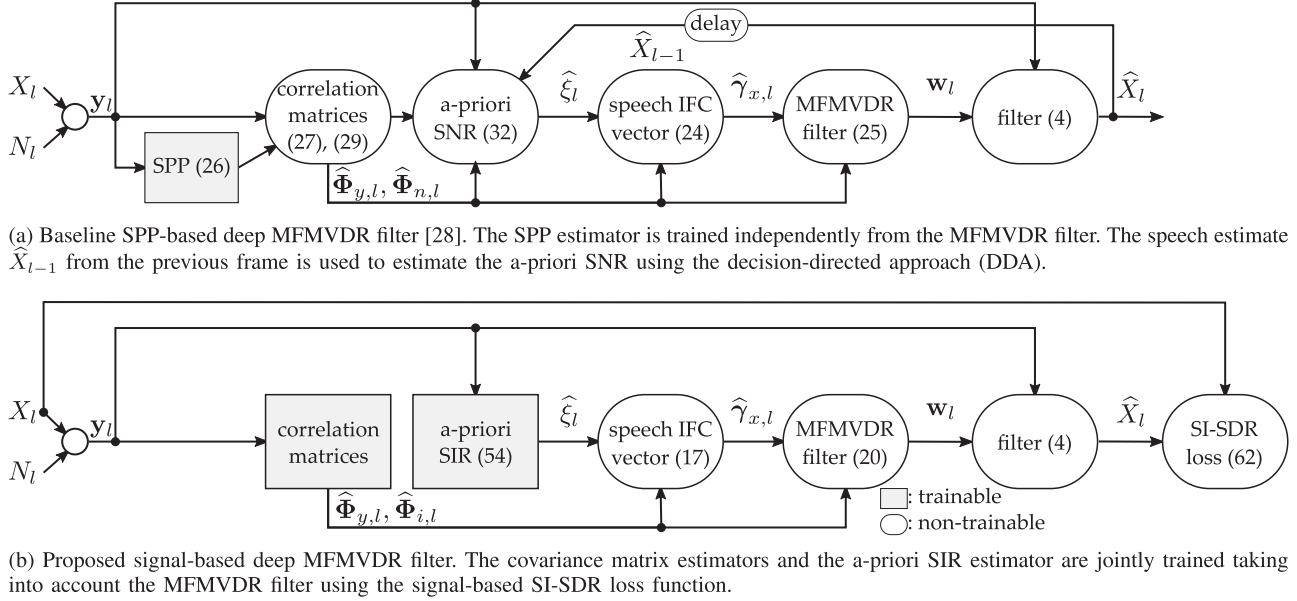 delay
X̂_{l−1}
X_l
N_l
y_l
SPP (26)
correlation
matrices
(27), (29)
a-priori
SNR (32)
ξ̂_l
speech IFC
vector (24)
γ̂_{x,l}
MFMVDR
filter (25)
w_l
filter (4)
X̂_l
Φ̂_{y,l}, Φ̂_{n,l}
(a) Baseline SPP-based deep MFMVDR filter [28]. The SPP estimator is trained independently from the MFMVDR filter. The speech estimate
X̂_{l−1} from the previous frame is used to estimate the a-priori SNR using the decision-directed approach (DDA).
X_l
N_l
y_l
correlation
matrices
a-priori
SIR (54)
ξ̂_l
speech IFC
vector (17)
γ̂_{x,l}
MFMVDR
filter (20)
w_l
filter (4)
X̂_l
SI-SDR
loss (62)
Φ̂_{y,l}, Φ̂_{i,l}
: trainable
: non-trainable
(b) Proposed signal-based deep MFMVDR filter. The covariance matrix estimators and the a-priori SIR estimator are jointly trained taking
into account the MFMVDR filter using the signal-based SI-SDR loss function.